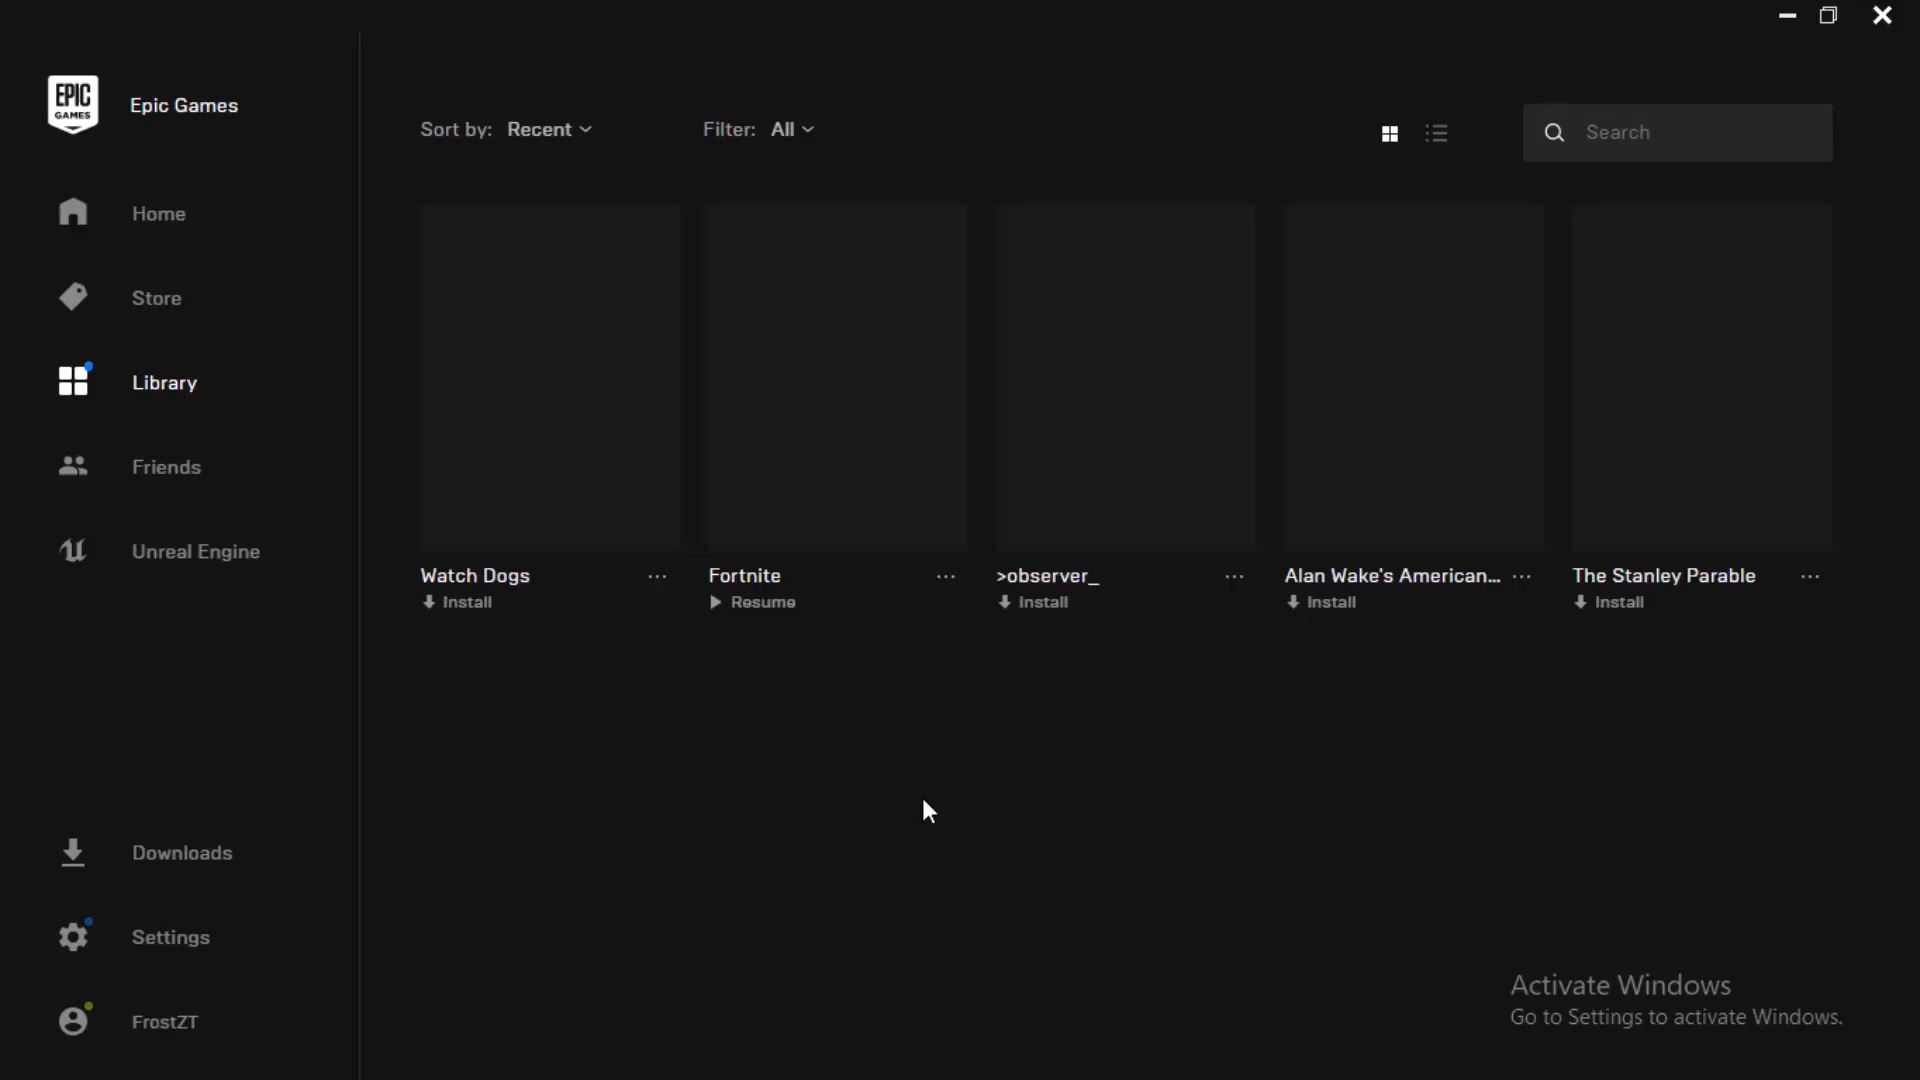 EPIC
GAMES
Epic Games
Home
Store
Library
Friends
Unreal Engine
Downloads
Settings
FrostZT
Sort by: Recent
Filter: All
Search
Watch Dogs ...
Install
Fortnite ...
Resume
>observer_ ...
Install
Alan Wake's American... ...
Install
The Stanley Parable ...
Install
Activate Windows
Go to Settings to activate Windows.